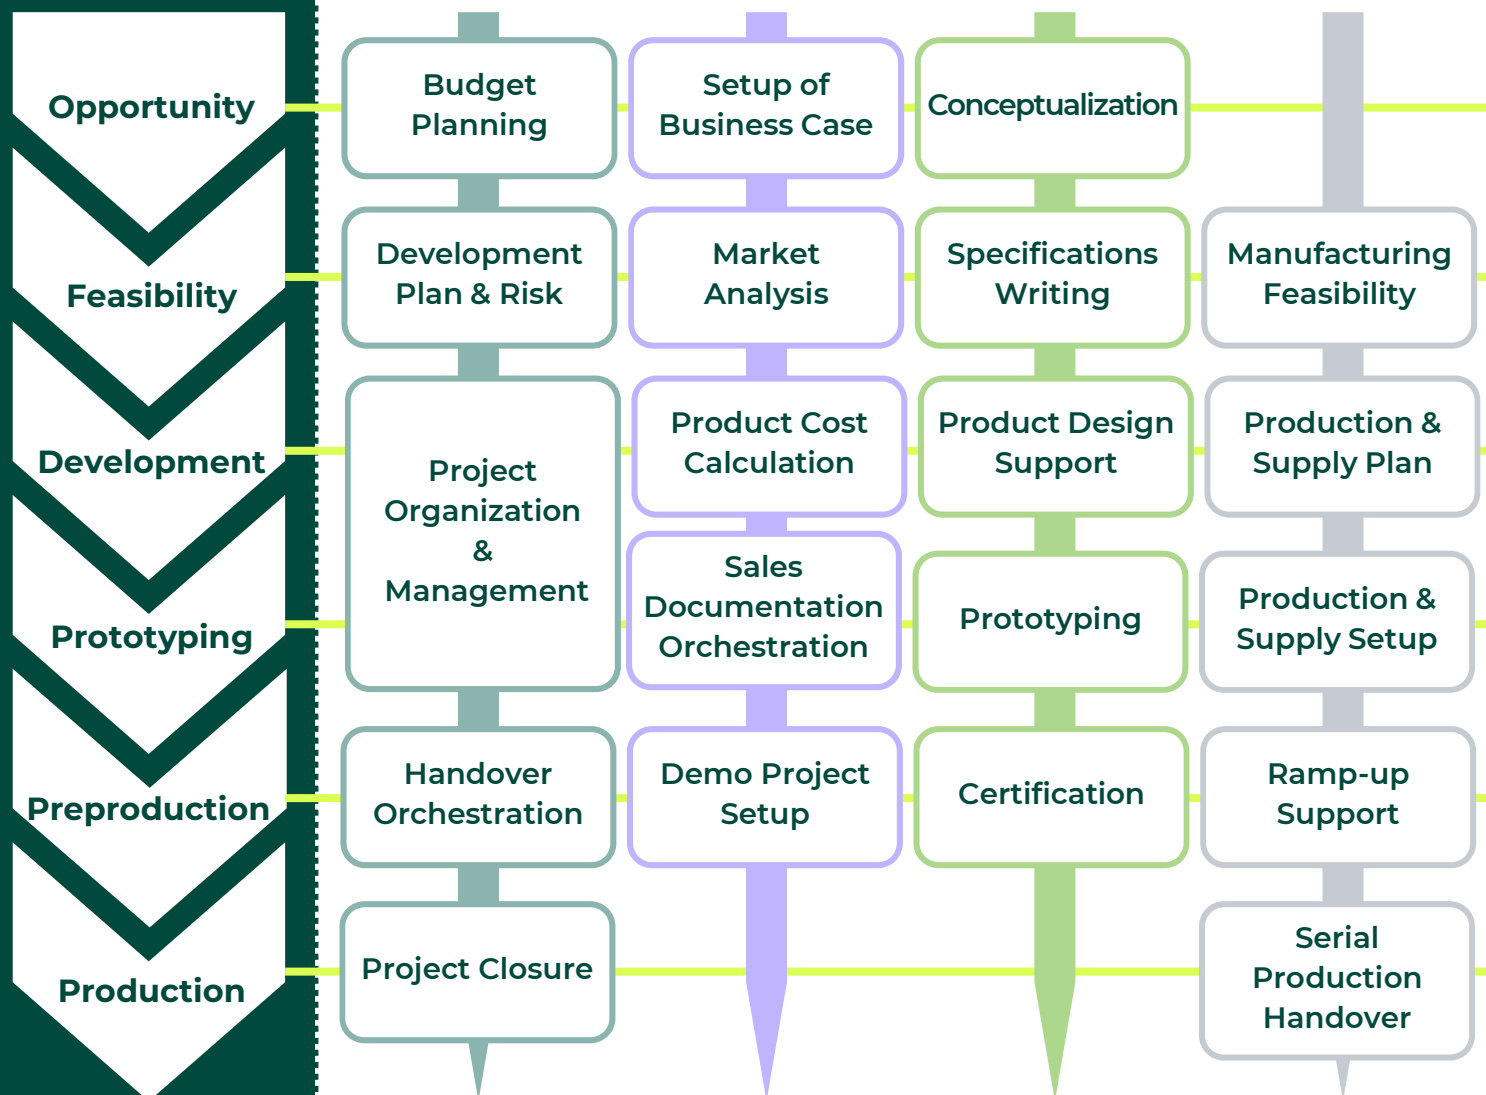 Opportunity
Budget
Planning
Setup of
Business Case
Conceptualization
Feasibility
Development
Plan & Risk
Market
Analysis
Specifications
Writing
Manufacturing
Feasibility
Development
Project
Organization
&
Management
Product Cost
Calculation
Product Design
Support
Production &
Supply Plan
Prototyping
Sales
Documentation
Orchestration
Prototyping
Production &
Supply Setup
Preproduction
Handover
Orchestration
Demo Project
Setup
Certification
Ramp-up
Support
Production
Project Closure
Serial
Production
Handover